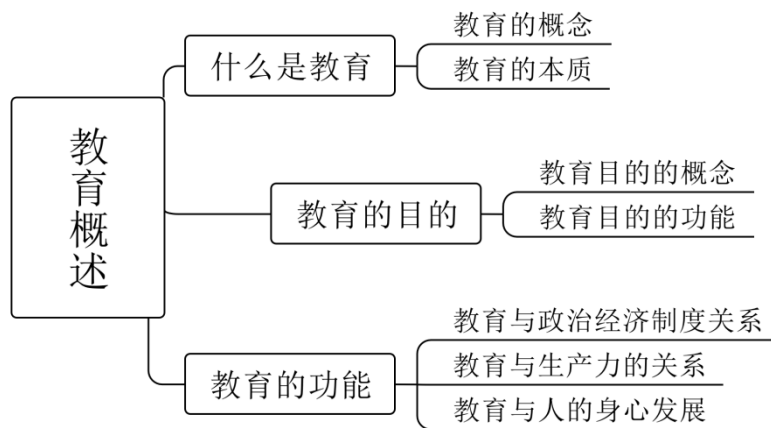 教育概述
什么是教育
教育的概念
教育的本质
教育的目的
教育目的的概念
教育目的的功能
教育的功能
教育与政治经济制度关系
教育与生产力的关系
教育与人的身心发展